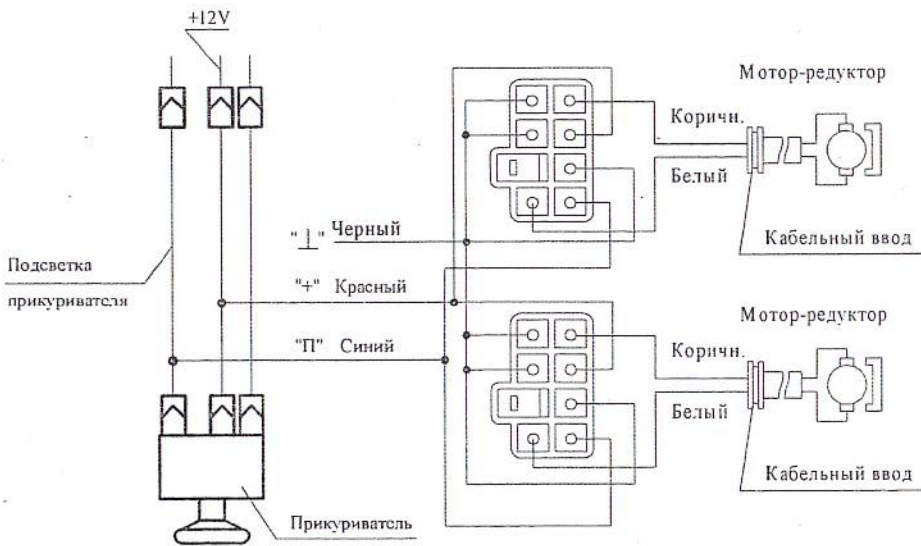 +12V
Мотор-редуктор
Коричн.
Белый
Кабельный ввод
"⊥" Черный
Подсветка
прикуривателя
"+" Красный
"П" Синий
Мотор-редуктор
Коричн.
Белый
Кабельный ввод
Прикуриватель